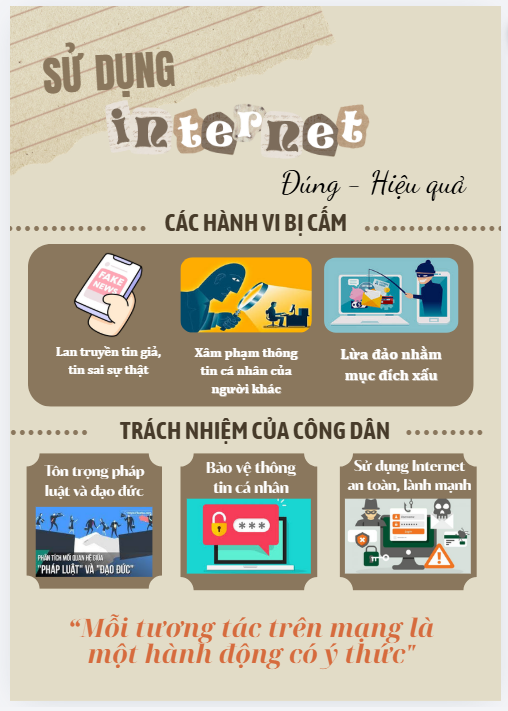 SỬ DỤNG
internet
Đúng - Hiệu quả
CÁC HÀNH VI BỊ CẤM
FAKE
NEWS
Lan truyền tin giả,
tin sai sự thật
Xâm phạm thông
tin cá nhân của
người khác
Lừa đảo nhằm
mục đích xấu
TRÁCH NHIỆM CỦA CÔNG DÂN
Tôn trọng pháp
luật và đạo đức
PHÂN TÍCH MỐI QUAN HỆ GIỮA
"PHÁP LUẬT" VÀ "ĐẠO ĐỨC"
Bảo vệ thông
tin cá nhân
***
Sử dụng Internet
an toàn, lành mạnh
“Mỗi tương tác trên mạng là
một hành động có ý thức"